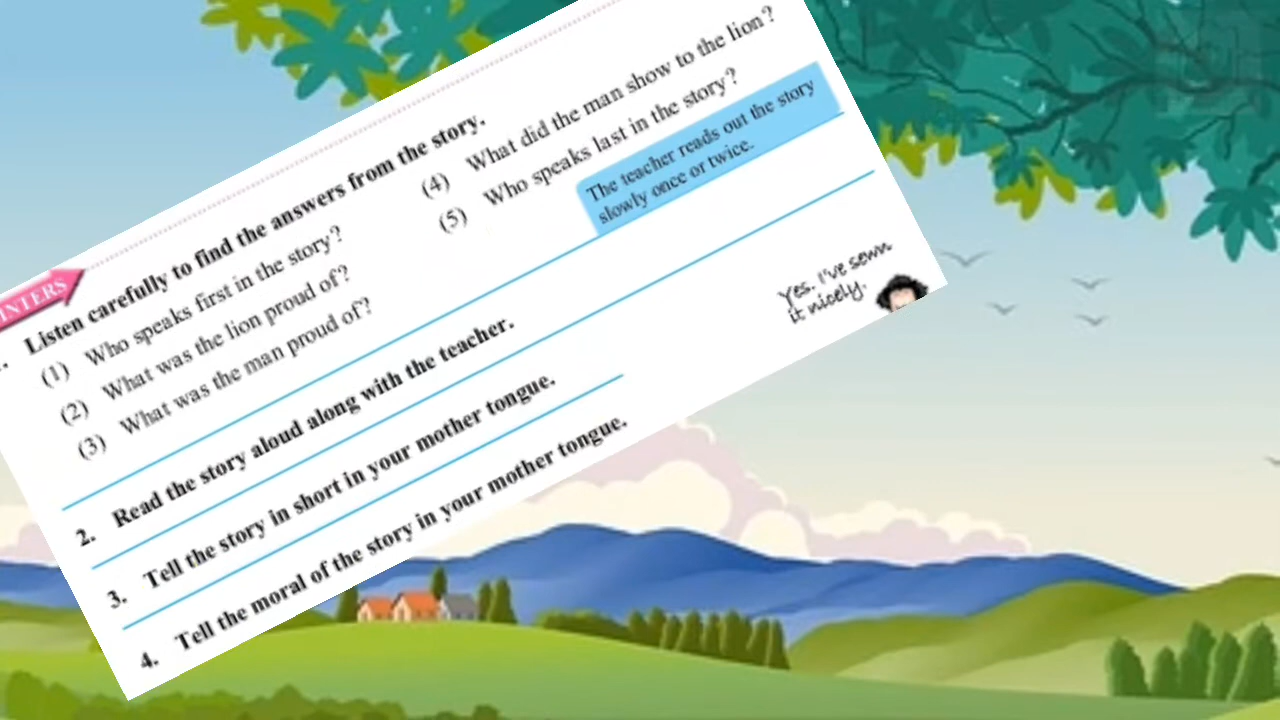 INTERS
Listen carefully to find the answers from the story.
(1) Who speaks first in the story?
(2) What was the lion proud of?
(3) What was the man proud of?
(4) What did the man show to the lion?
(5) Who speaks last in the story?
The teacher reads out the story
slowly once or twice.
2. Read the story aloud along with the teacher.
3. Tell the story in short in your mother tongue.
4. Tell the moral of the story in your mother tongue.
Yes. I've sewn
it nicely.